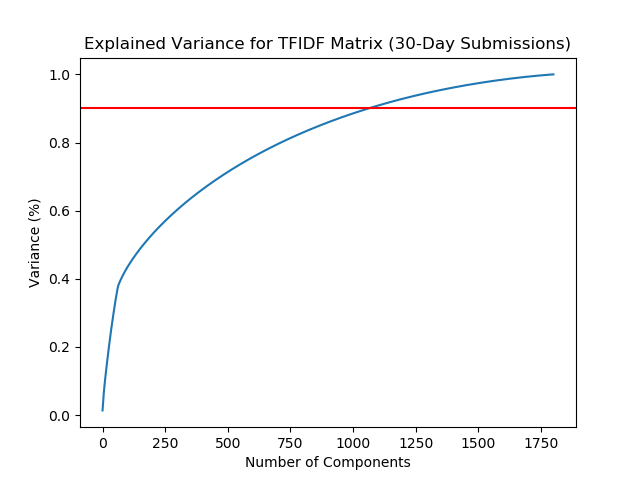 Explained Variance for TFIDF Matrix (30-Day Submissions)
1.0
0.8
0.6
0.4
0.2
0.0
Variance (%)
0 250 500 750 1000 1250 1500 1750
Number of Components